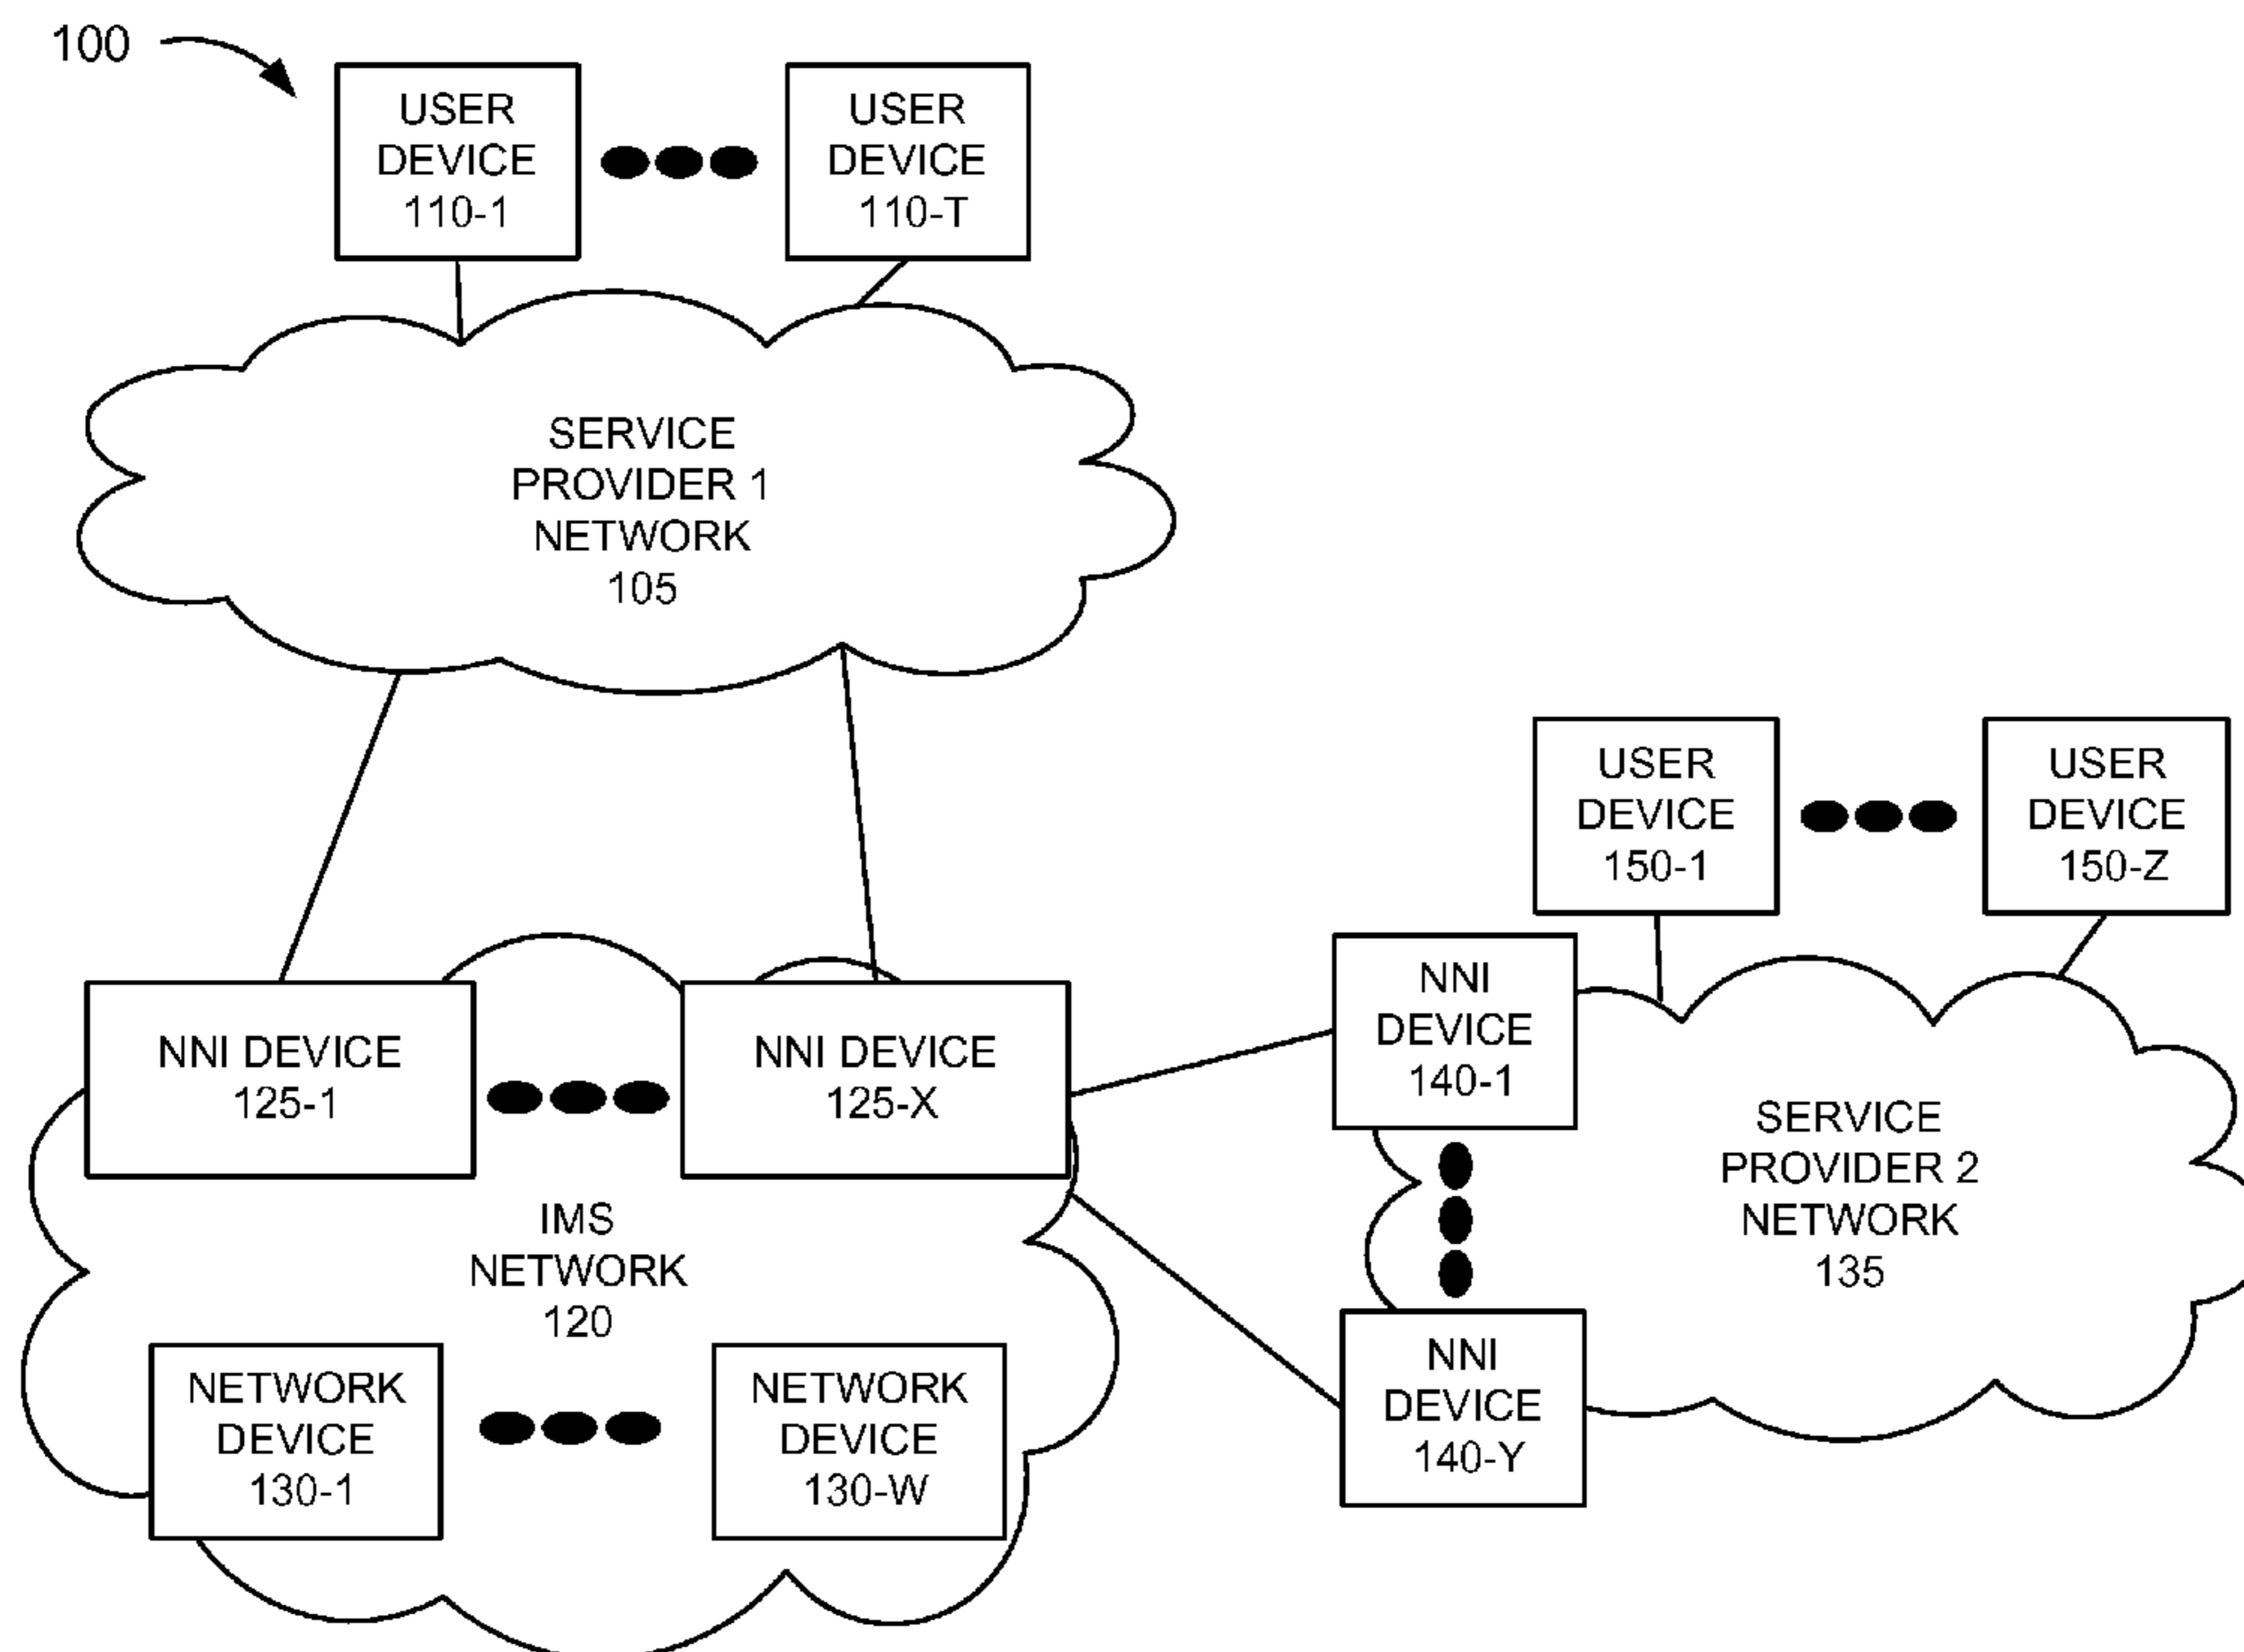 100
USER
DEVICE
110-1
USER
DEVICE
110-T
SERVICE
PROVIDER 1
NETWORK
105
USER
DEVICE
150-1
USER
DEVICE
150-Z
NNI DEVICE
125-1
NNI DEVICE
125-X
NNI
DEVICE
140-1
SERVICE
PROVIDER 2
NETWORK
135
IMS
NETWORK
120
NETWORK
DEVICE
130-1
NETWORK
DEVICE
130-W
NNI
DEVICE
140-Y